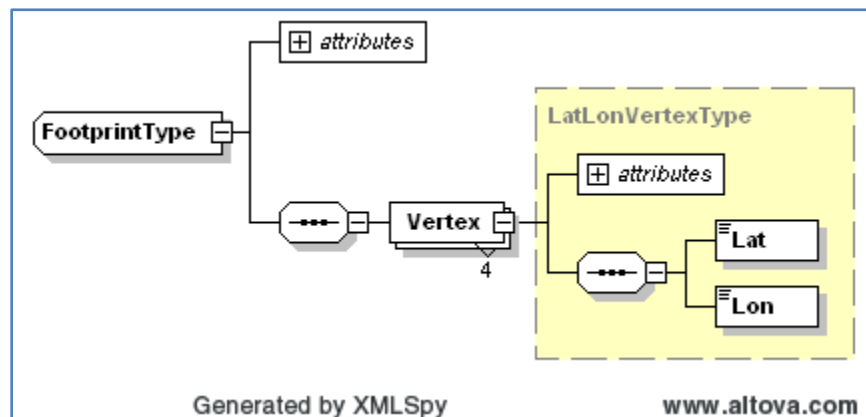 attributes
FootprintType
LatLonVertexType
attributes
Vertex
4
Lat
Lon
Generated by XMLSpy
www.altova.com